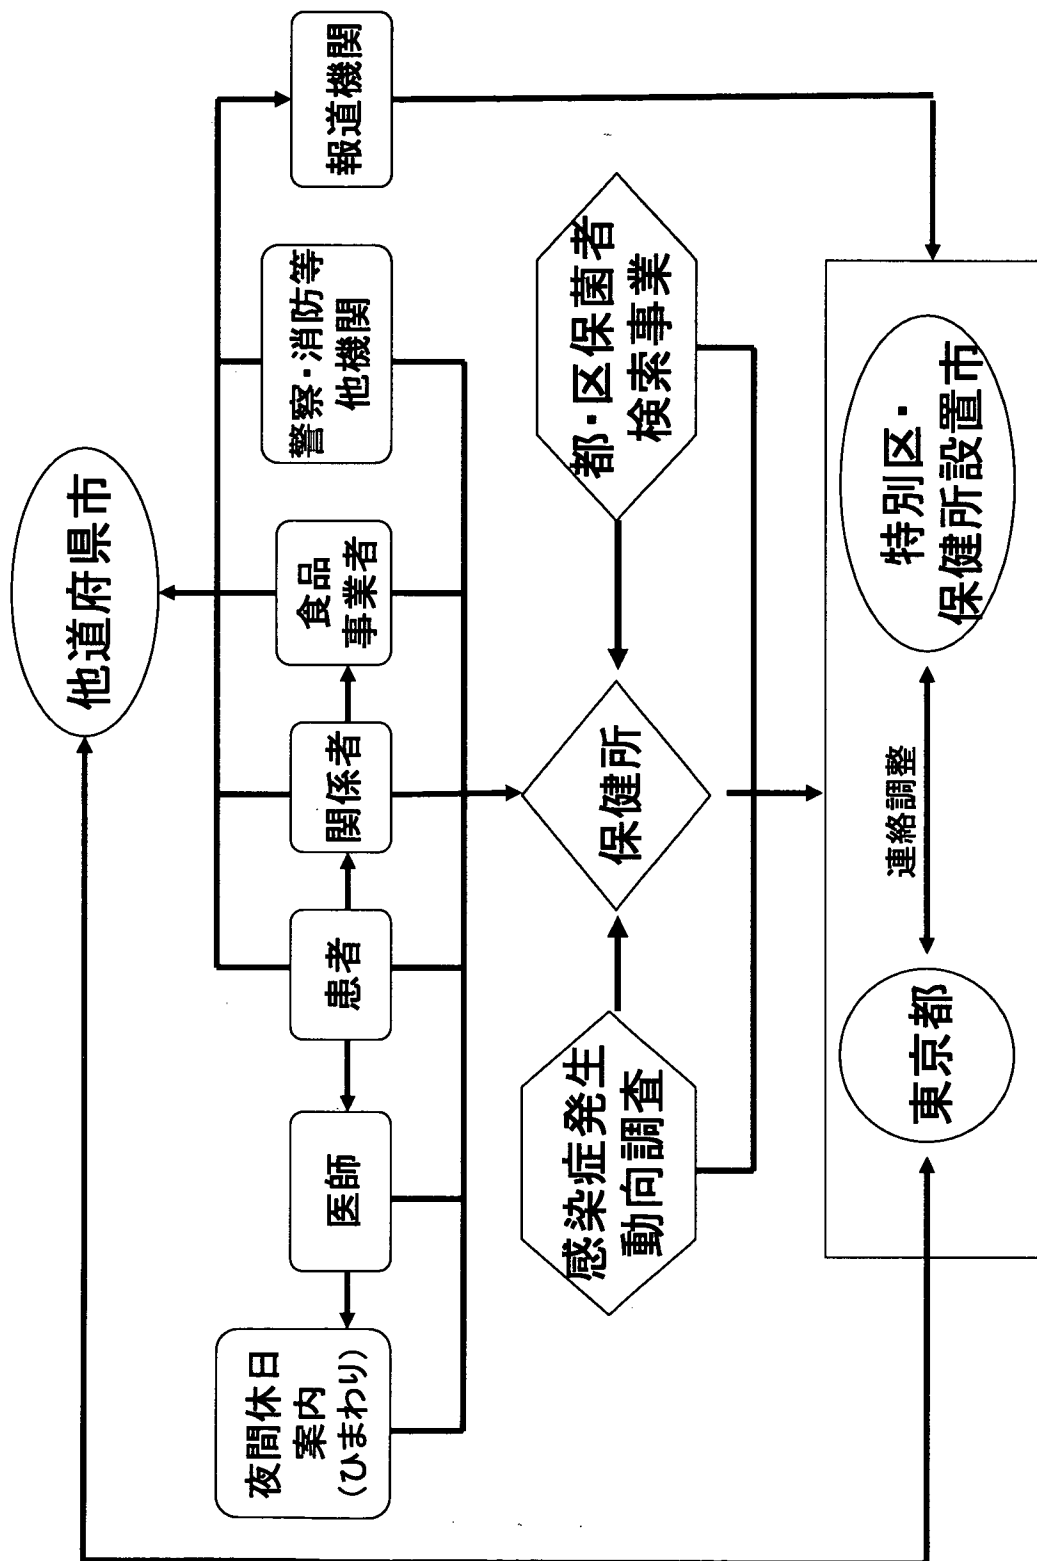 他道府県市
夜間休日
案内
(ひまわり)
医師
患者
関係者
食品
事業者
警察・消防等
他機関
報道機関
感染症発生
動向調査
保健所
都・区保菌者
検索事業
東京都
連絡調整
特別区・
保健所設置市